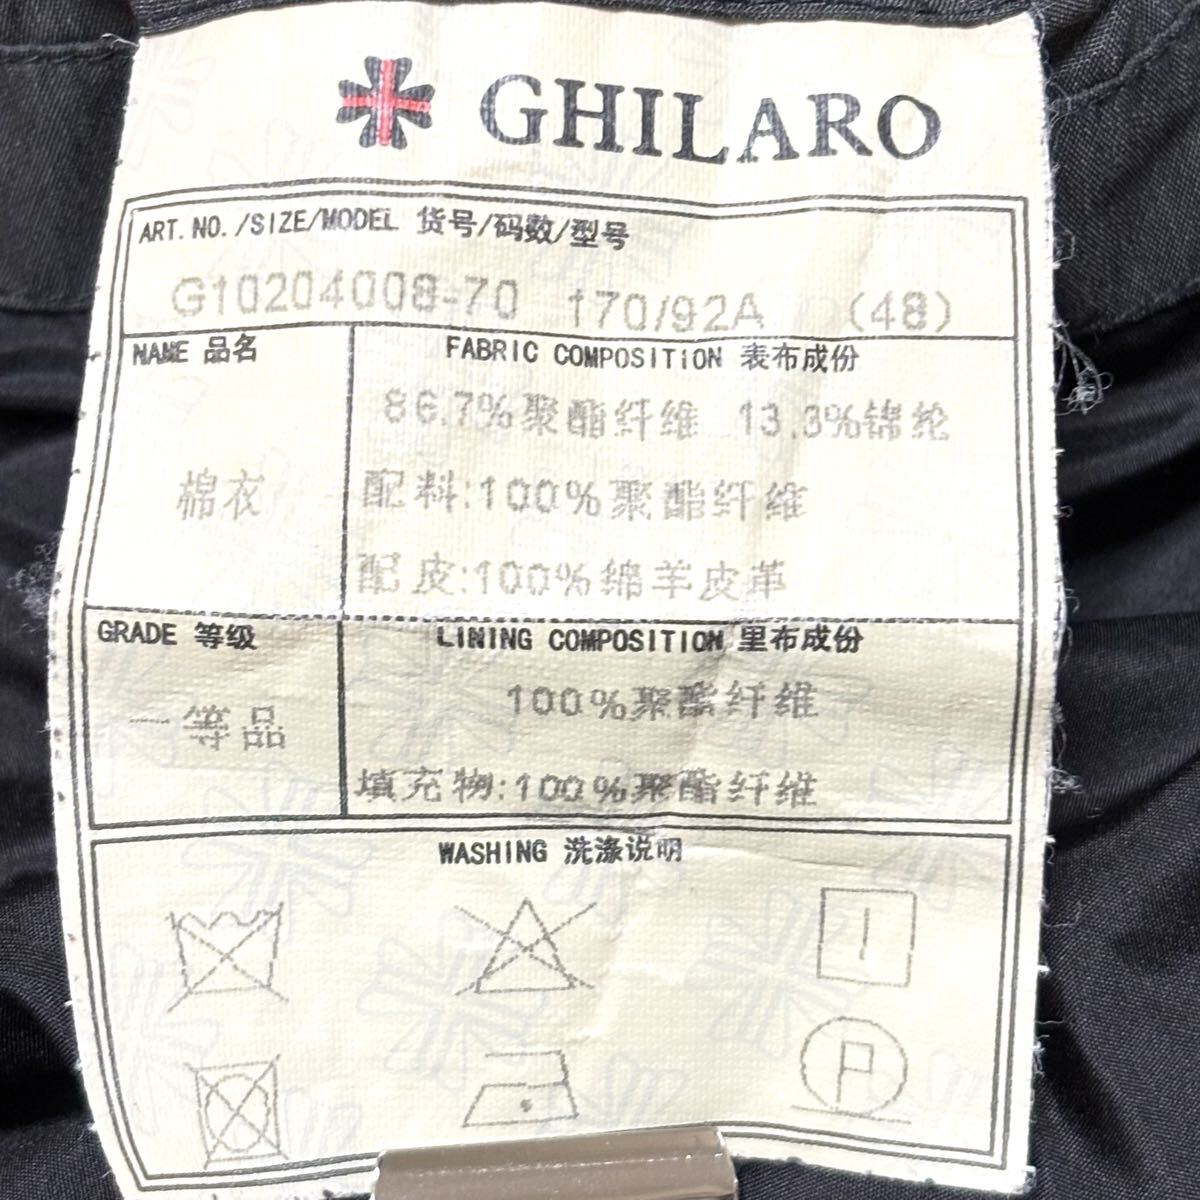 GHILARO
ART. NO. /SIZE/MODEL 货号/码数/型号
G10204008-70 170/92A (48)
NAME 品名
FABRIC COMPOSITION 表布成份
86.7%聚酯纤维 13.3%锦纶
棉衣
配料:100%聚酯纤维
配皮:100%绵羊皮革
GRADE 等级
LINING COMPOSITION 里布成份
一等品
100%聚酯纤维
填充物:100%聚酯纤维
WASHING 洗涤说明
P